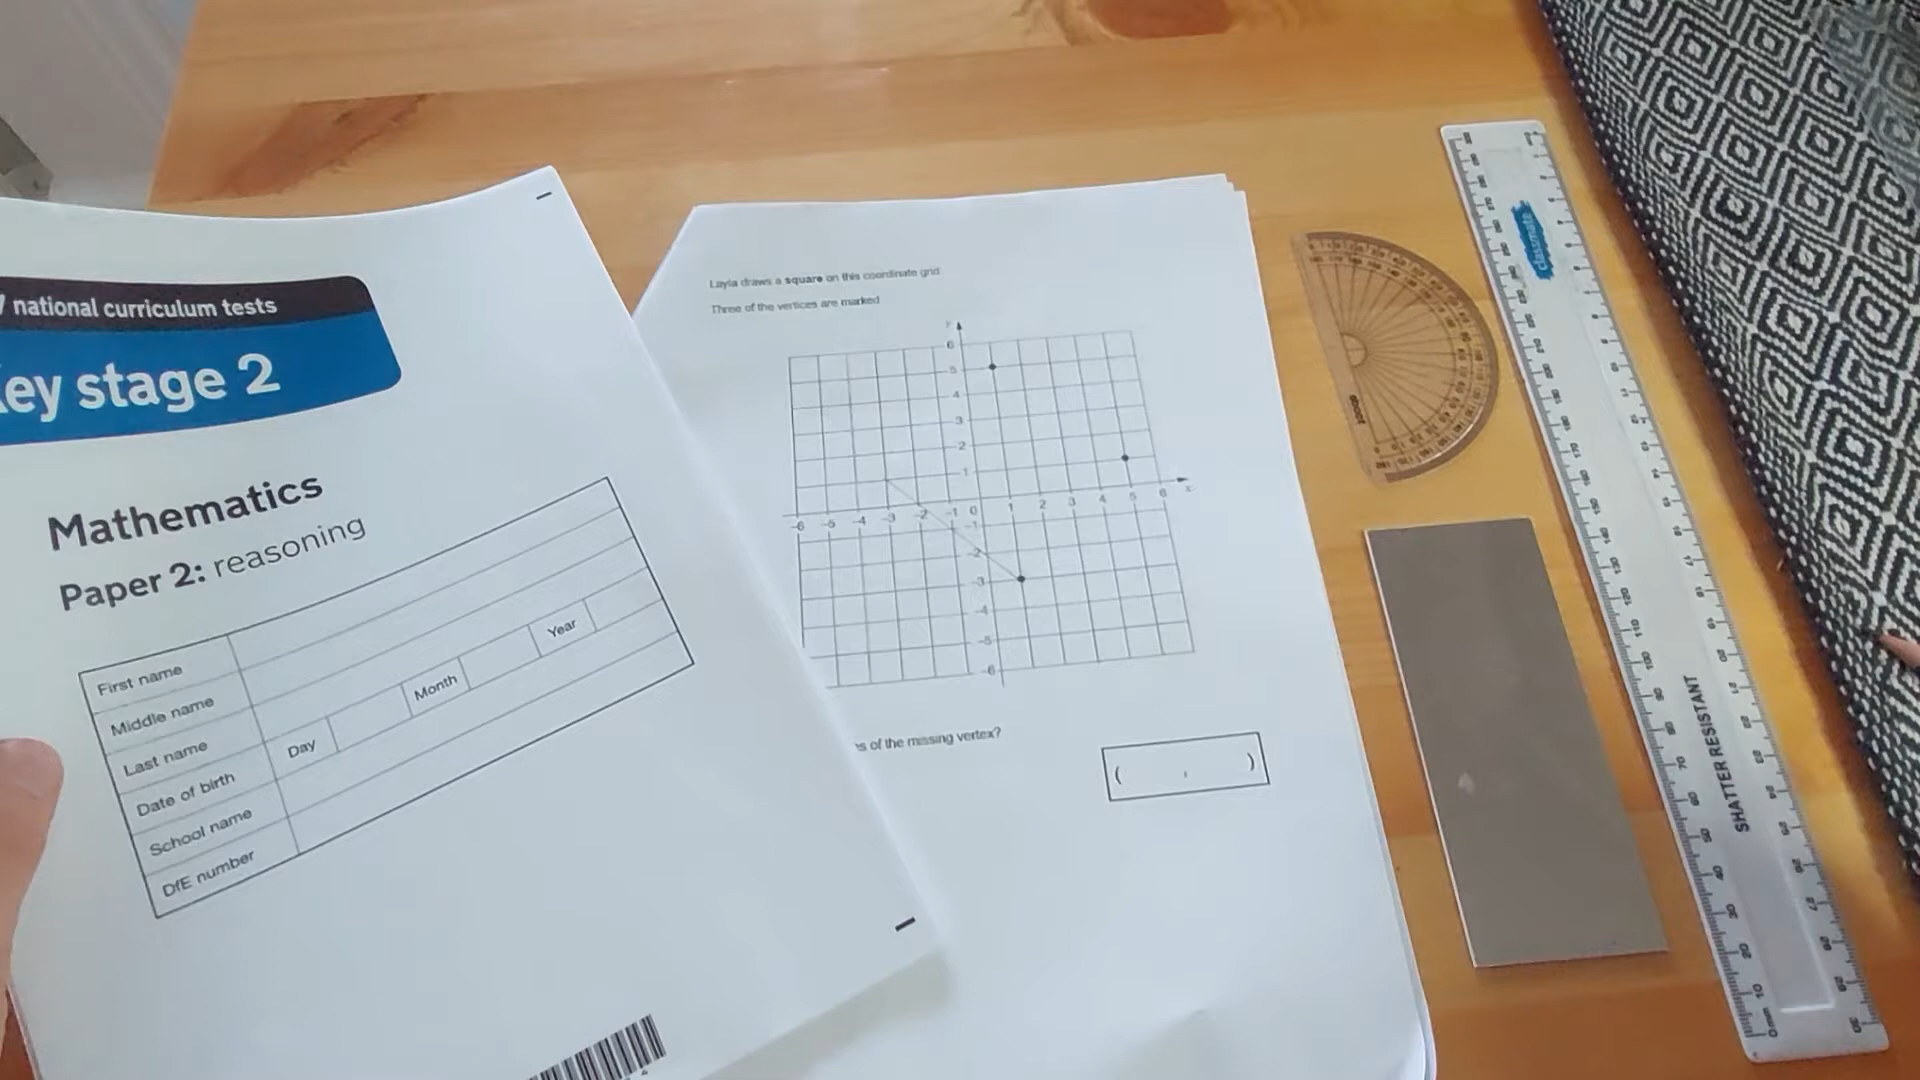 national curriculum tests
ey stage 2
Mathematics
Paper 2: reasoning
First name
Middle name
Last name
Date of birth
Day
Month
Year
School name
DfE number
Layla draws a square on this coordinate grid
Three of the vertices are marked
y
6
5
4
3
2
1
-6 -5 -4 -3 -2 -1 0 1 2 3 4 5 6 x
-1
-2
-3
-4
-5
-6
s of the missing vertex?
( , )
classmate
SHATTER RESISTANT